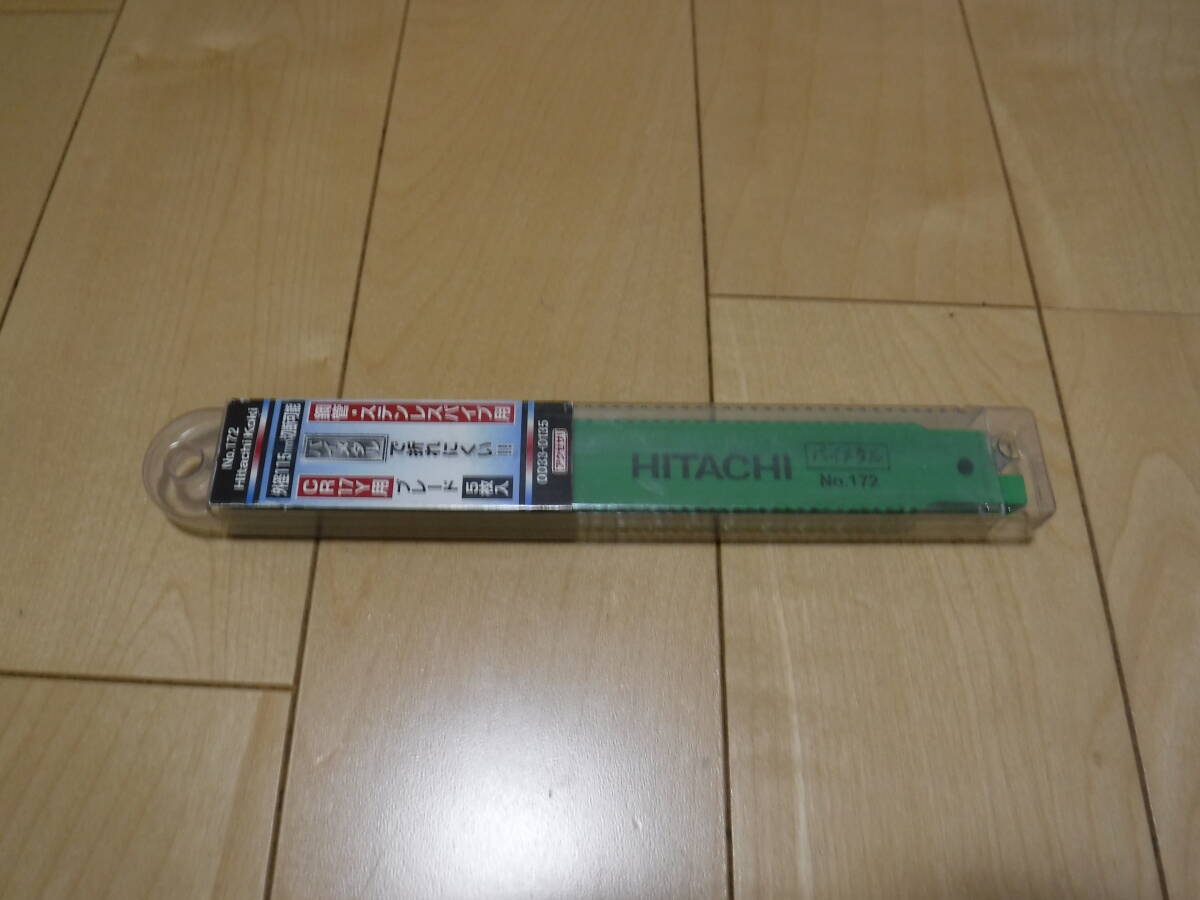 No.172
Hitachi Koki
外径115mm切断可能
鋼管・ステンレスパイプ用
バイメタル
で折れにくい!!!
CR17Y用
ブレード
5枚入
0033-0135
HITACHI
バイメタル
No.172